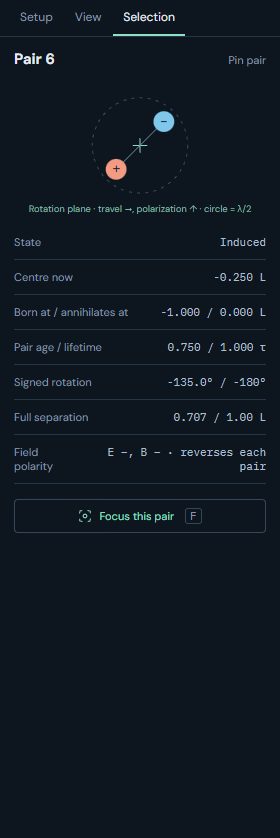 Setup View Selection
Pair 6 Pin pair
−
+
Rotation plane · travel →, polarization ↑ · circle = λ/2
State Induced
Centre now -0.250 L
Born at / annihilates at -1.000 / 0.000 L
Pair age / lifetime 0.750 / 1.000 τ
Signed rotation -135.0° / -180°
Full separation 0.707 / 1.00 L
Field E −, B − · reverses each
polarity pair
Focus this pair F